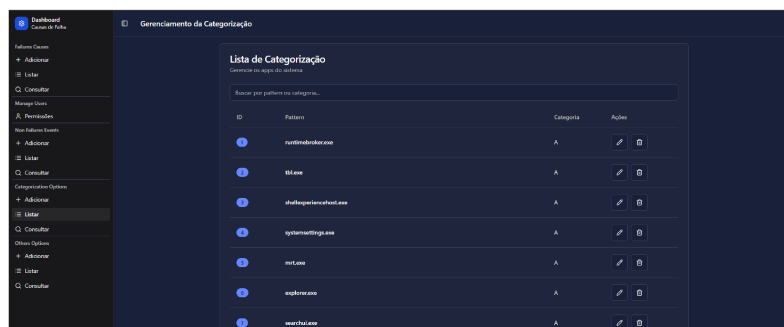 Dashboard
Causas de Falha
Failures Causes
Adicionar
Listar
Consultar
Manage Users
Permissões
Non Failures Events
Adicionar
Listar
Consultar
Categorization Options
Adicionar
Listar
Consultar
Others Options
Adicionar
Listar
Consultar
Gerenciamento da Categorização
Lista de Categorização
Gerencie os apps do sistema
Buscar por pattern ou categoria...
ID Pattern Categoria Ações
1 runtimebroker.exe A
2 tbl.exe A
3 shellexperiencehost.exe A
4 systemsettings.exe A
5 mrt.exe A
6 explorer.exe A
7 searchui.exe A